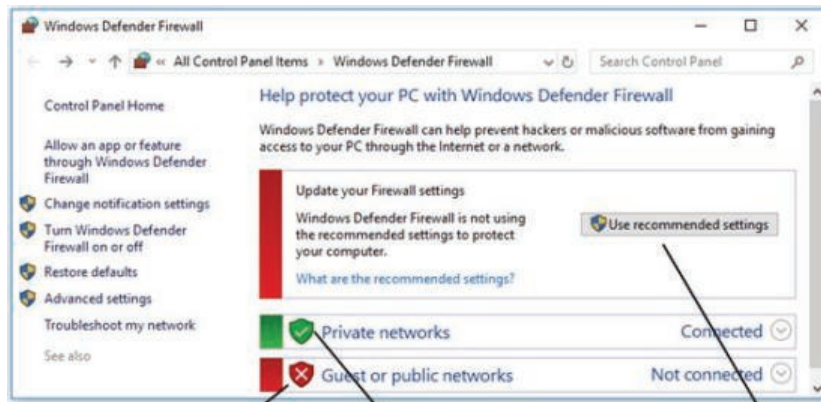 Windows Defender Firewall
« All Control Panel Items > Windows Defender Firewall
Search Control Panel
Control Panel Home
Allow an app or feature
through Windows Defender
Firewall
Change notification settings
Turn Windows Defender
Firewall on or off
Restore defaults
Advanced settings
Troubleshoot my network
See also
Help protect your PC with Windows Defender Firewall
Windows Defender Firewall can help prevent hackers or malicious software from gaining
access to your PC through the Internet or a network.
Update your Firewall settings
Windows Defender Firewall is not using
the recommended settings to protect
your computer.
What are the recommended settings?
Use recommended settings
Private networks Connected
Guest or public networks Not connected